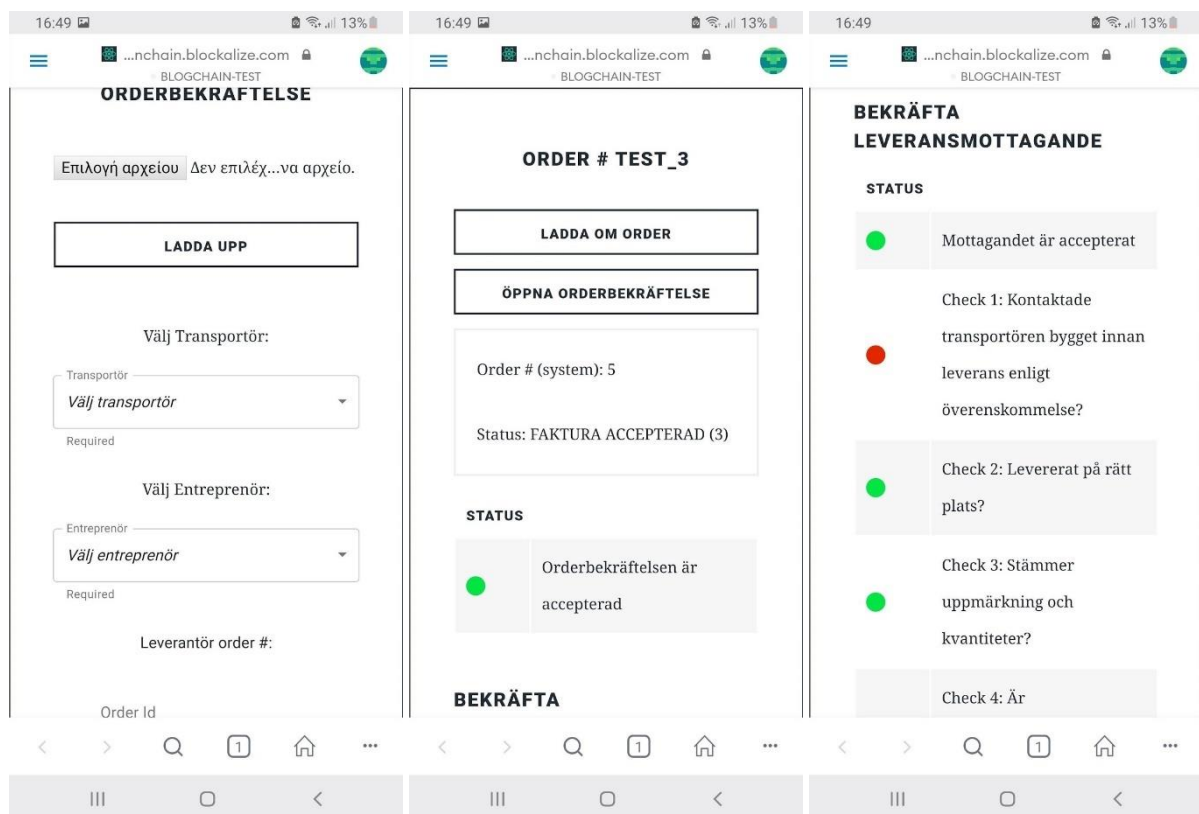 16:49 13%
...nchain.blockalize.com
BLOGCHAIN-TEST
ORDERBEKRÄFTELSE
Επιλογή αρχείου Δεν επιλέχ...να αρχείο.
LADDA UPP
Välj Transportör:
Transportör
Välj transportör
Required
Välj Entreprenör:
Entreprenör
Välj entreprenör
Required
Leverantör order #:
Order Id
1
16:49 13%
...nchain.blockalize.com
BLOGCHAIN-TEST
ORDER # TEST_3
LADDA OM ORDER
ÖPPNA ORDERBEKRÄFTELSE
Order # (system): 5
Status: FAKTURA ACCEPTERAD (3)
STATUS
Orderbekräftelsen är
accepterad
BEKRÄFTA
1
16:49 13%
...nchain.blockalize.com
BLOGCHAIN-TEST
BEKRÄFTA
LEVERANSMOTTAGANDE
STATUS
Mottagandet är accepterat
Check 1: Kontaktade
transportören bygget innan
leverans enligt
överenskommelse?
Check 2: Levererat på rätt
plats?
Check 3: Stämmer
uppmärkning och
kvantiteter?
Check 4: Är
1